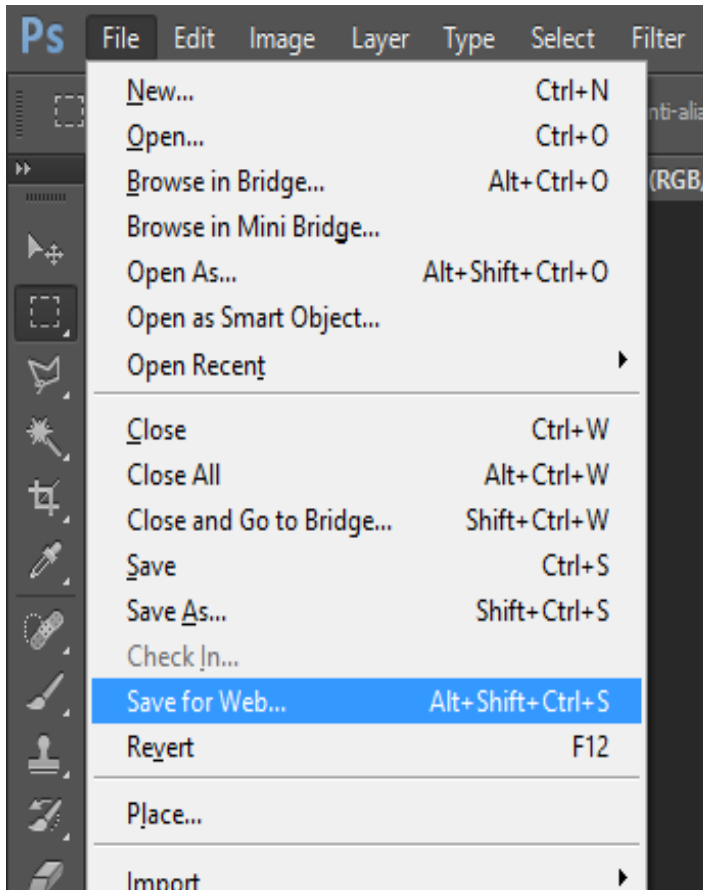 Ps File Edit Image Layer Type Select Filter
New... Ctrl+N
nti-alia
Open... Ctrl+O
Browse in Bridge... Alt+Ctrl+O
(RGB/
Browse in Mini Bridge...
Open As... Alt+Shift+Ctrl+O
Open as Smart Object...
Open Recent
Close Ctrl+W
Close All Alt+Ctrl+W
Close and Go to Bridge... Shift+Ctrl+W
Save Ctrl+S
Save As... Shift+Ctrl+S
Check In...
Save for Web... Alt+Shift+Ctrl+S
Revert F12
Place...
Import